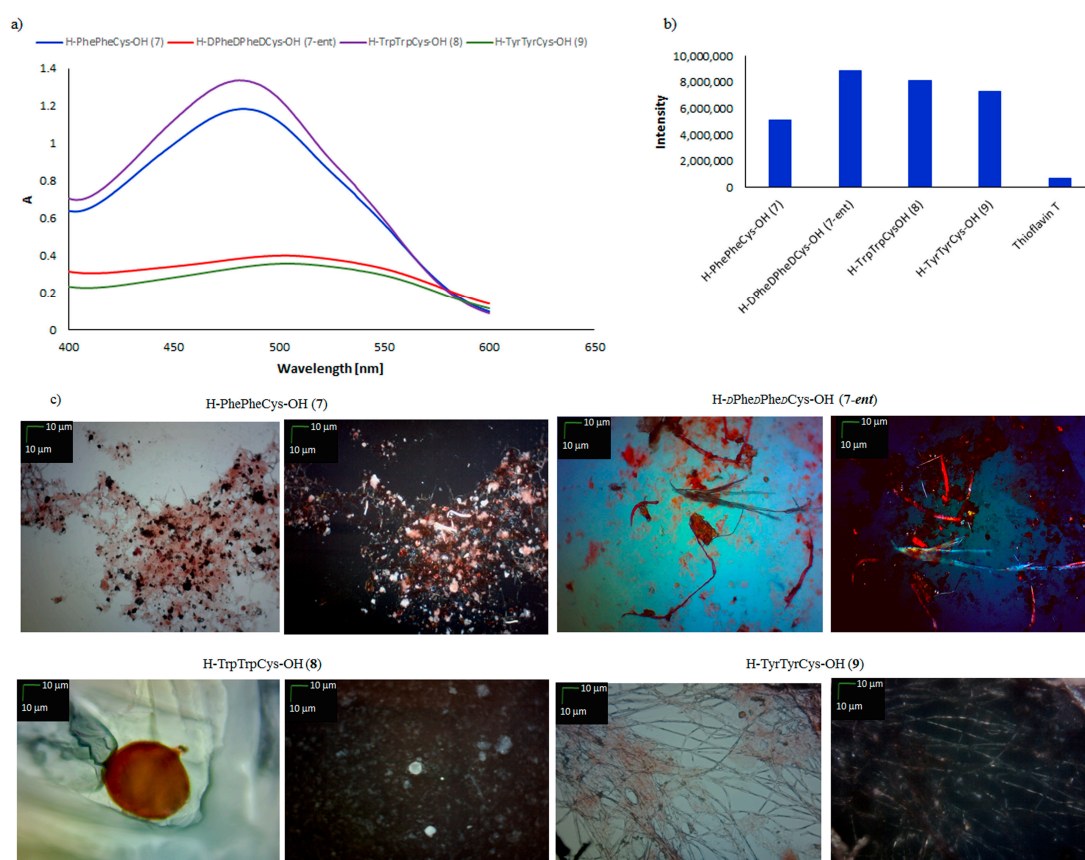 a)
H-PhePheCys-OH (7) H-DPheDPheDCys-OH (7-ent) H-TrpTrpCys-OH (8) H-TyrTyrCys-OH (9)
1.4
1.2
1
0.8
0.6
0.4
0.2
0
A
400 450 500 550 600 650
Wavelength [nm]
b)
10,000,000
8,000,000
6,000,000
4,000,000
2,000,000
0
Intensity
H-PhePheCys-OH (7)
H-DPheDPheDCys-OH (7-ent)
H-TrpTrpCysOH (8)
H-TyrTyrCys-OH (9)
Thioflavin T
c)
H-PhePheCys-OH (7)
H-DPheDPheDCys-OH (7-ent)
10 µm
10 µm
10 µm
10 µm
10 µm
10 µm
10 µm
10 µm
H-TrpTrpCys-OH (8)
H-TyrTyrCys-OH (9)
10 µm
10 µm
10 µm
10 µm
10 µm
10 µm
10 µm
10 µm